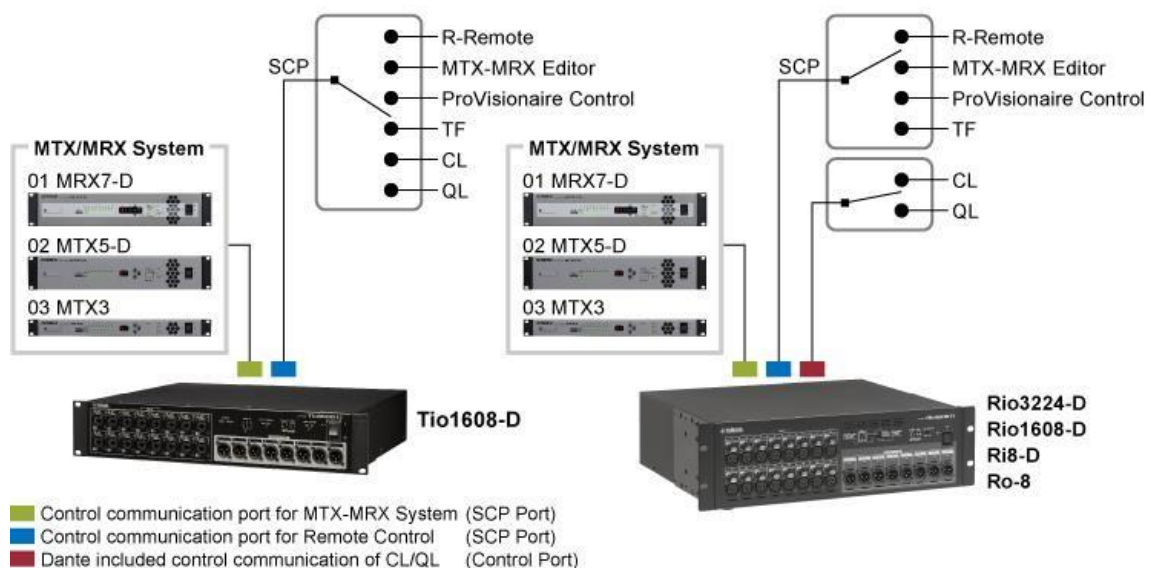 R-Remote
SCP
MTX-MRX Editor
ProVisionaire Control
TF
CL
QL
MTX/MRX System
01 MRX7-D
02 MTX5-D
03 MTX3
Tio1608-D
R-Remote
SCP
MTX-MRX Editor
ProVisionaire Control
TF
CL
QL
MTX/MRX System
01 MRX7-D
02 MTX5-D
03 MTX3
Rio3224-D
Rio1608-D
Ri8-D
Ro-8
Control communication port for MTX-MRX System (SCP Port)
Control communication port for Remote Control (SCP Port)
Dante included control communication of CL/QL (Control Port)